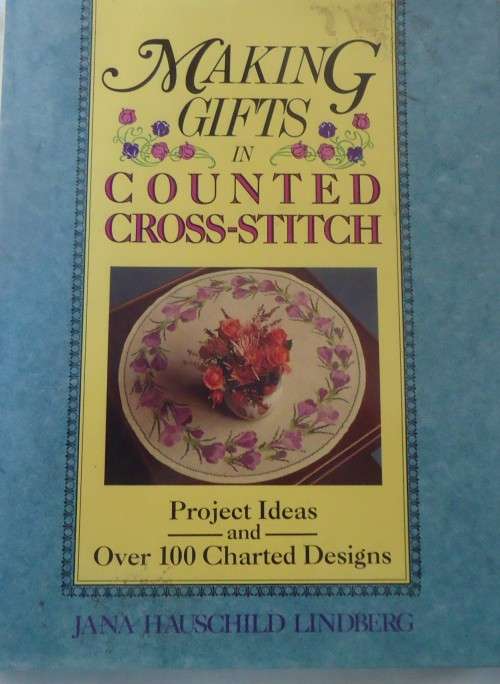 MAKING
GIFTS
IN
COUNTED
CROSS-STITCH
Project Ideas
and
Over 100 Charted Designs
JANA HAUSCHILD LINDBERG